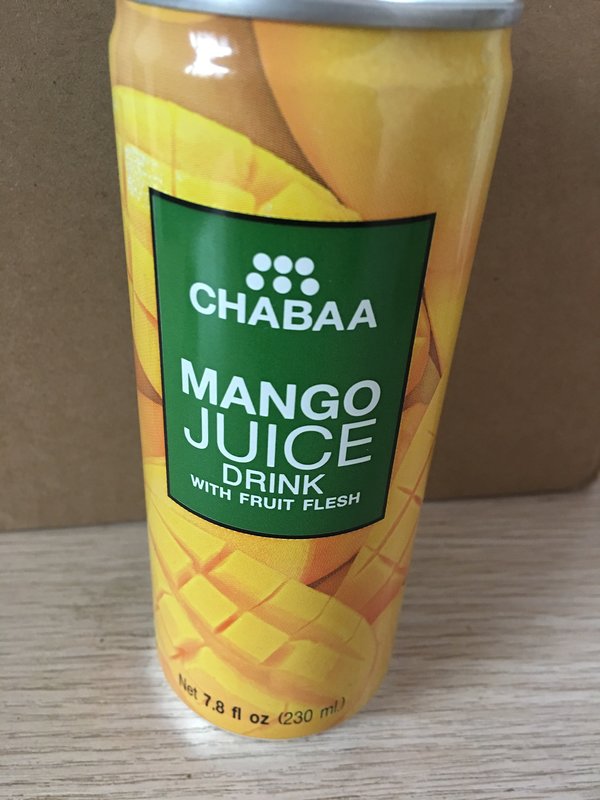 CHABAA
MANGO
JUICE
DRINK
WITH FRUIT FLESH
Net 7.8 fl oz (230 ml.)